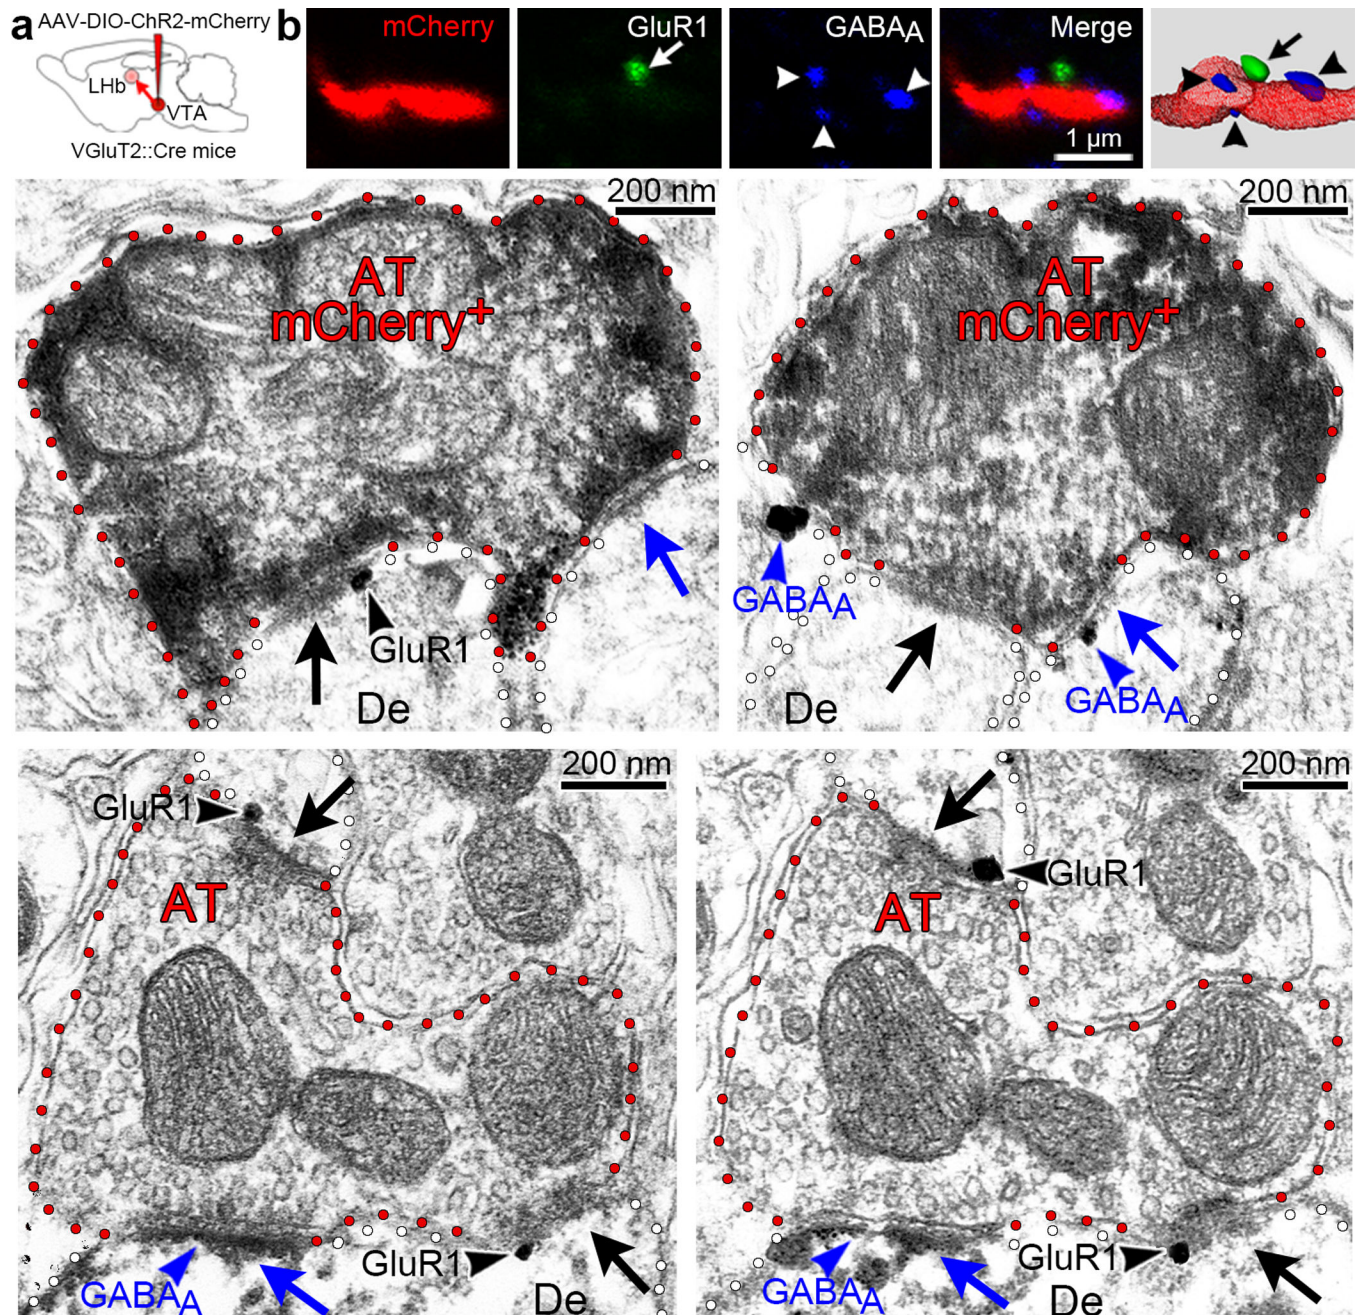 a
AAV-DIO-ChR2-mCherry
LHb
VTA
VGluT2::Cre mice
b
mCherry
GluR1
GABAA
Merge
1 µm
200 nm
AT
mCherry+
GluR1
De
200 nm
AT
mCherry+
GABAA
GABAA
De
200 nm
GluR1
AT
GABAA
GluR1
De
200 nm
GluR1
AT
GABAA
GluR1
De